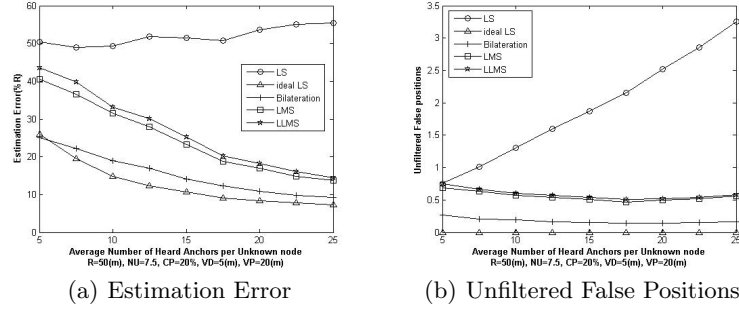 60
50
40
30
20
10
0
Estimation Error(%R)
LS
ideal LS
Bilateration
LMS
LLMS
5 10 15 20 25
Average Number of Heard Anchors per Unknown node
R=50(m), NU=7.5, CP=20%, VD=5(m), VP=20(m)
(a) Estimation Error
3.5
3
2.5
2
1.5
1
0.5
0
Unfiltered False positions
LS
ideal LS
Bilateration
LMS
LLMS
5 10 15 20 25
Average Number of Heard Anchors per Unknown node
R=50(m), NU=7.5, CP=20%, VD=5(m), VP=20(m)
(b) Unfiltered False Positions